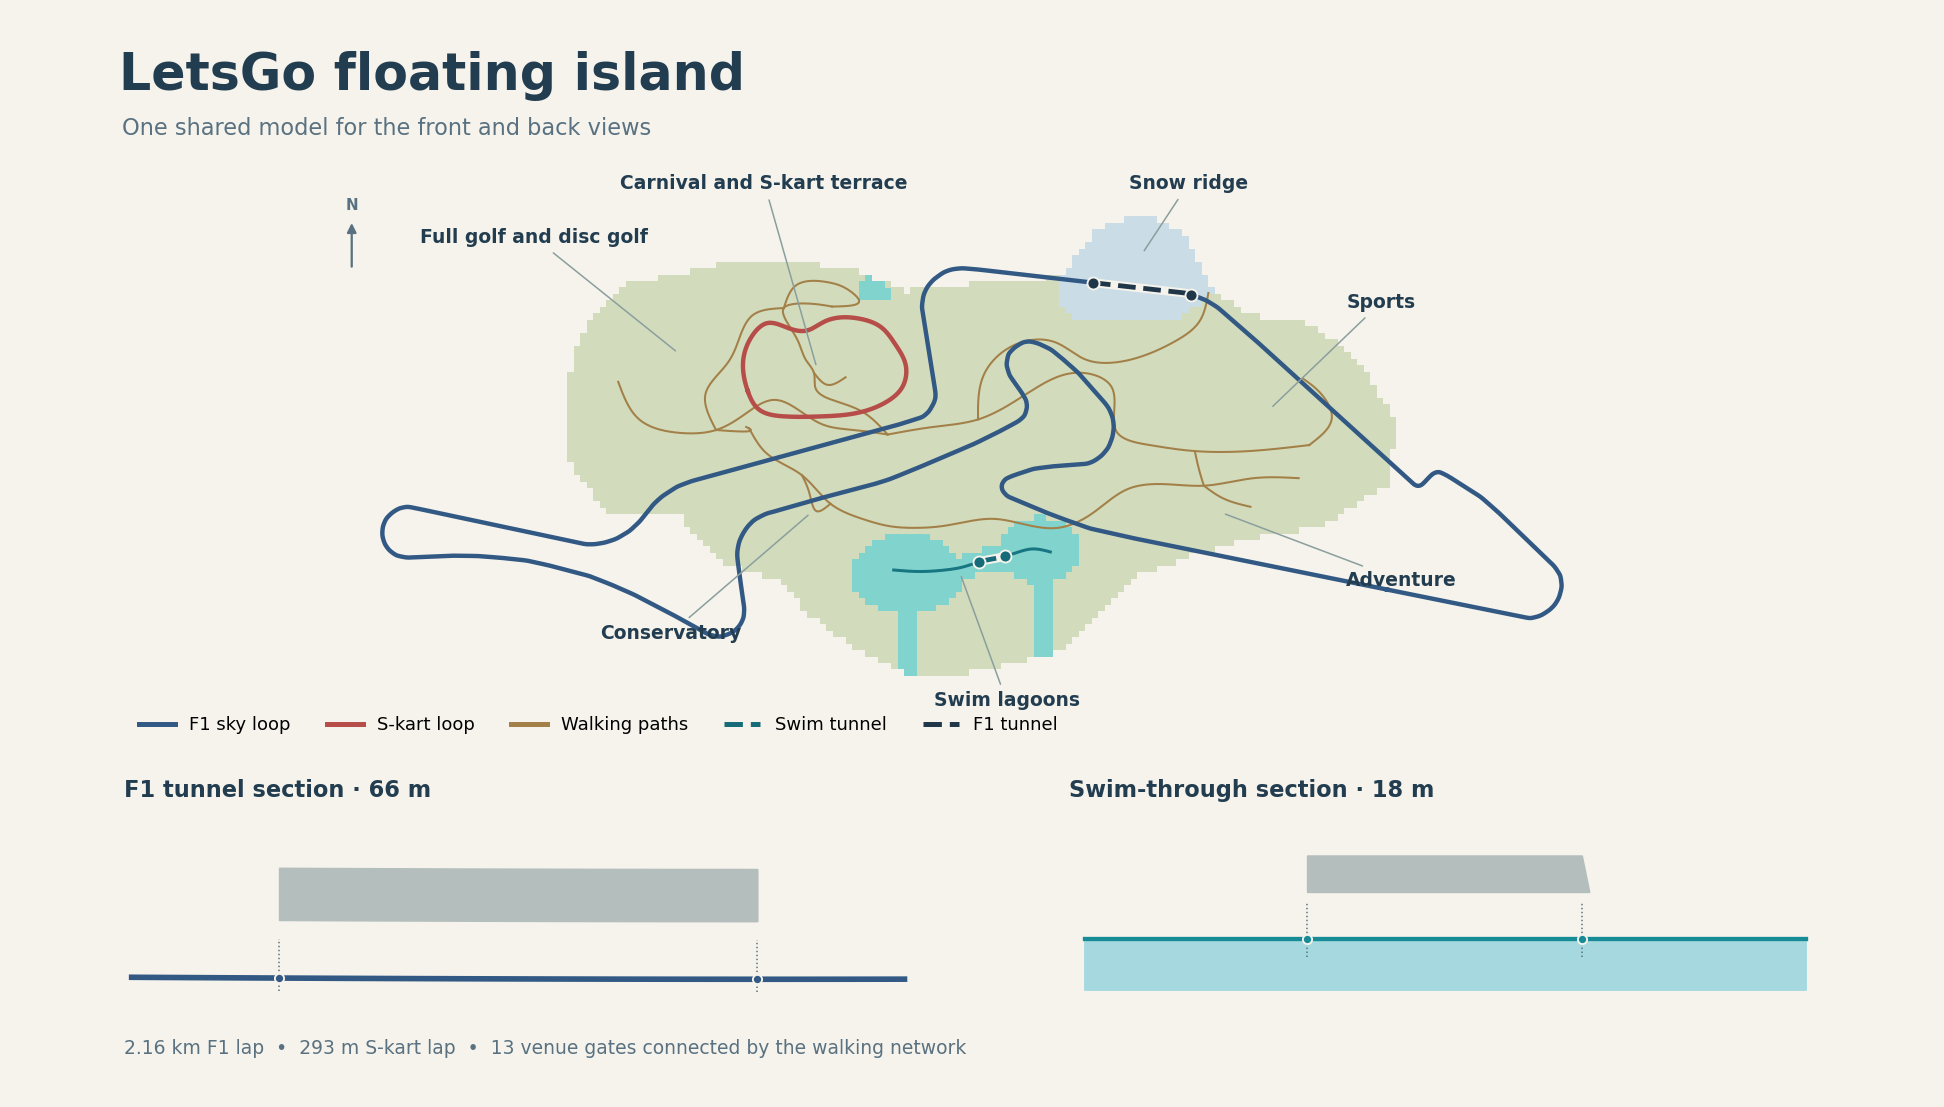 LetsGo floating island
One shared model for the front and back views
Carnival and S-kart terrace
Snow ridge
N
Full golf and disc golf
Sports
Adventure
Conservatory
Swim lagoons
F1 sky loop
S-kart loop
Walking paths
Swim tunnel
F1 tunnel
F1 tunnel section · 66 m
Swim-through section · 18 m
2.16 km F1 lap • 293 m S-kart lap • 13 venue gates connected by the walking network